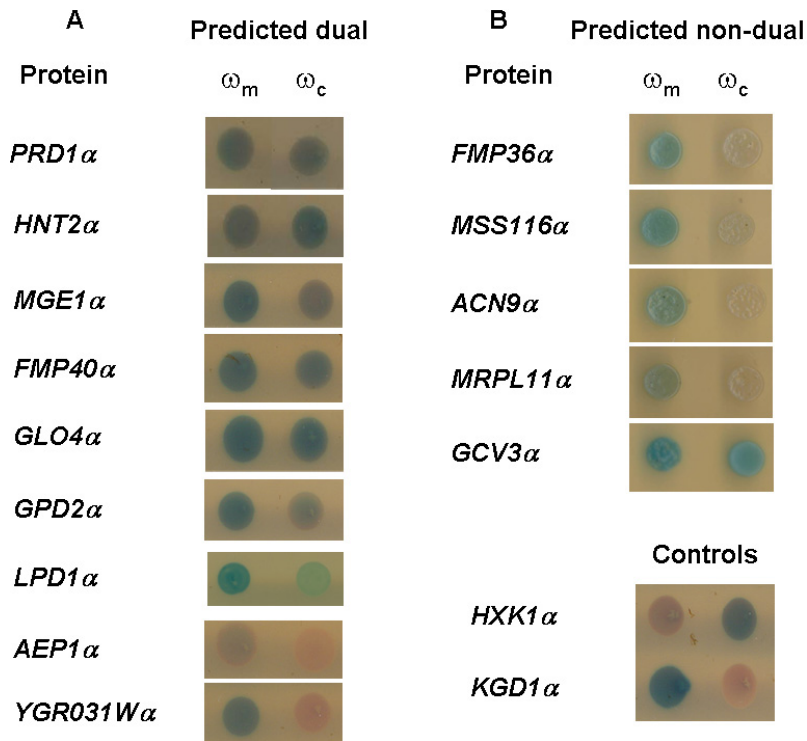 A
Predicted dual
Protein
ωm
ωc
PRD1α
HNT2α
MGE1α
FMP40α
GLO4α
GPD2α
LPD1α
AEP1α
YGR031Wα
B
Predicted non-dual
Protein
ωm
ωc
FMP36α
MSS116α
ACN9α
MRPL11α
GCV3α
Controls
HXK1α
KGD1α